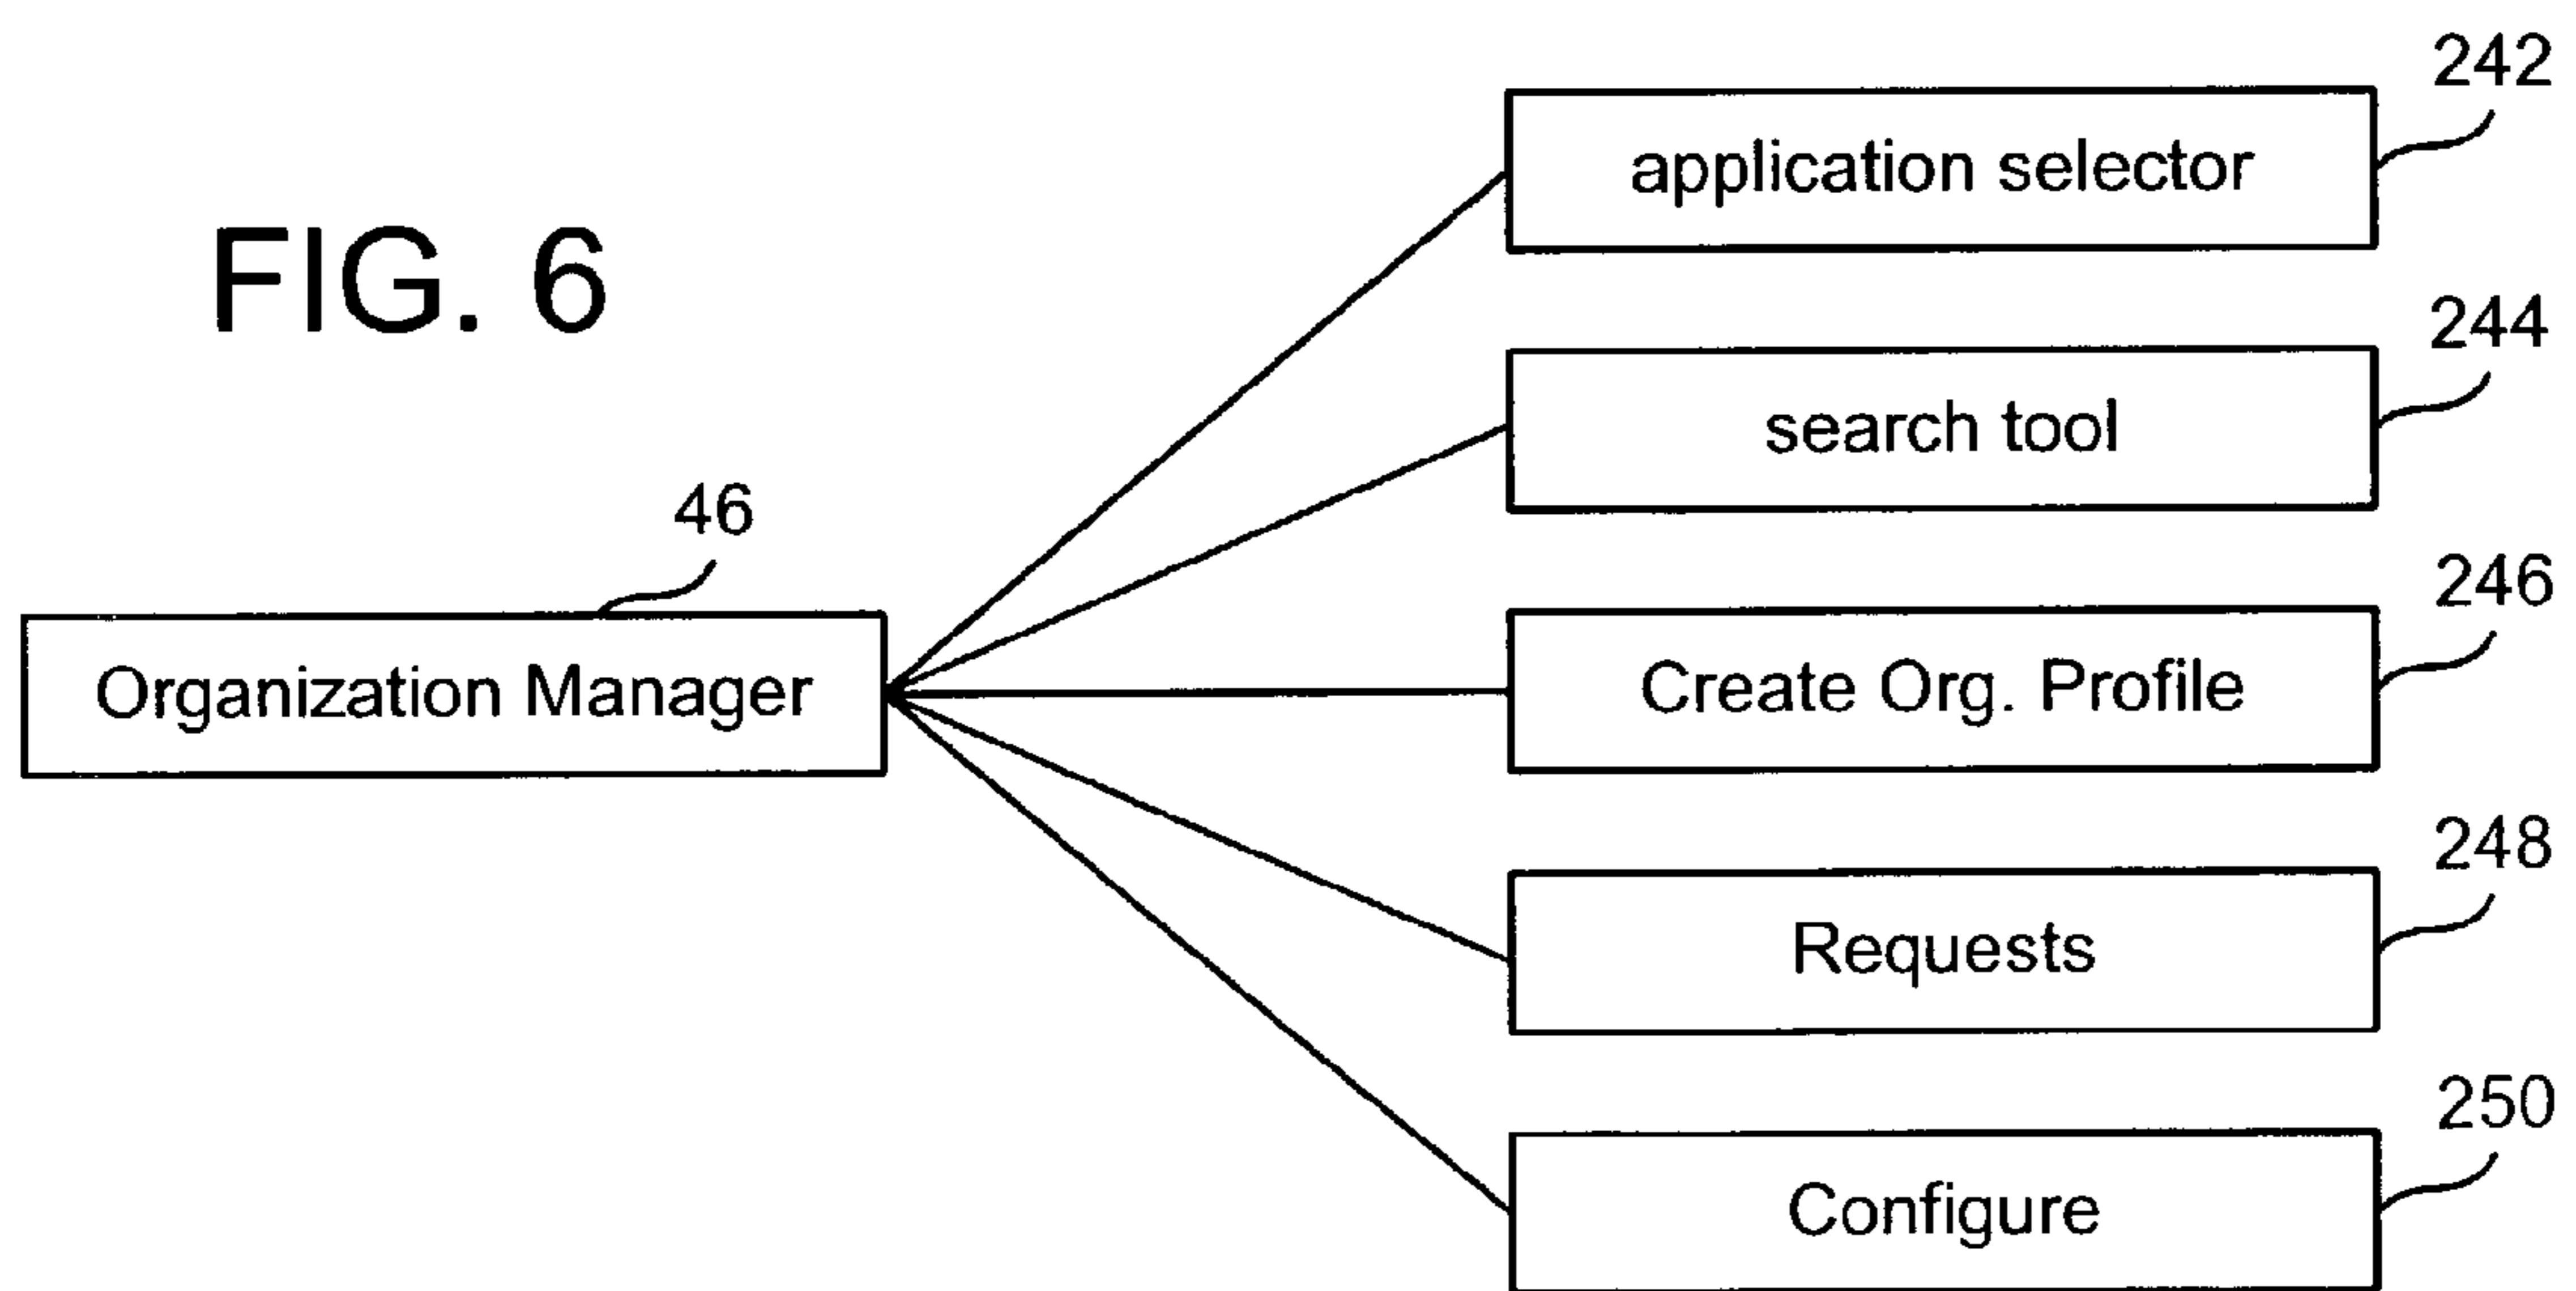 FIG. 6
46
Organization Manager
242
application selector
244
search tool
246
Create Org. Profile
248
Requests
250
Configure